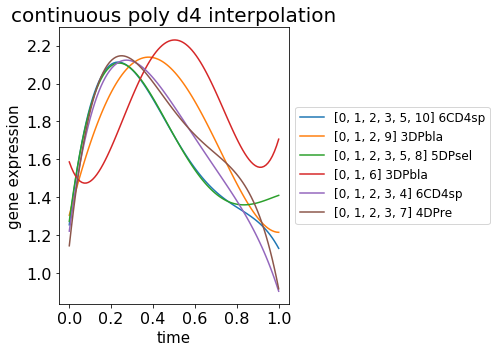 continuous poly d4 interpolation
gene expression
2.2
2.0
1.8
1.6
1.4
1.2
1.0
0.0 0.2 0.4 0.6 0.8 1.0
time
[0, 1, 2, 3, 5, 10] 6CD4sp
[0, 1, 2, 9] 3DPbla
[0, 1, 2, 3, 5, 8] 5DPsel
[0, 1, 6] 3DPbla
[0, 1, 2, 3, 4] 6CD4sp
[0, 1, 2, 3, 7] 4DPre